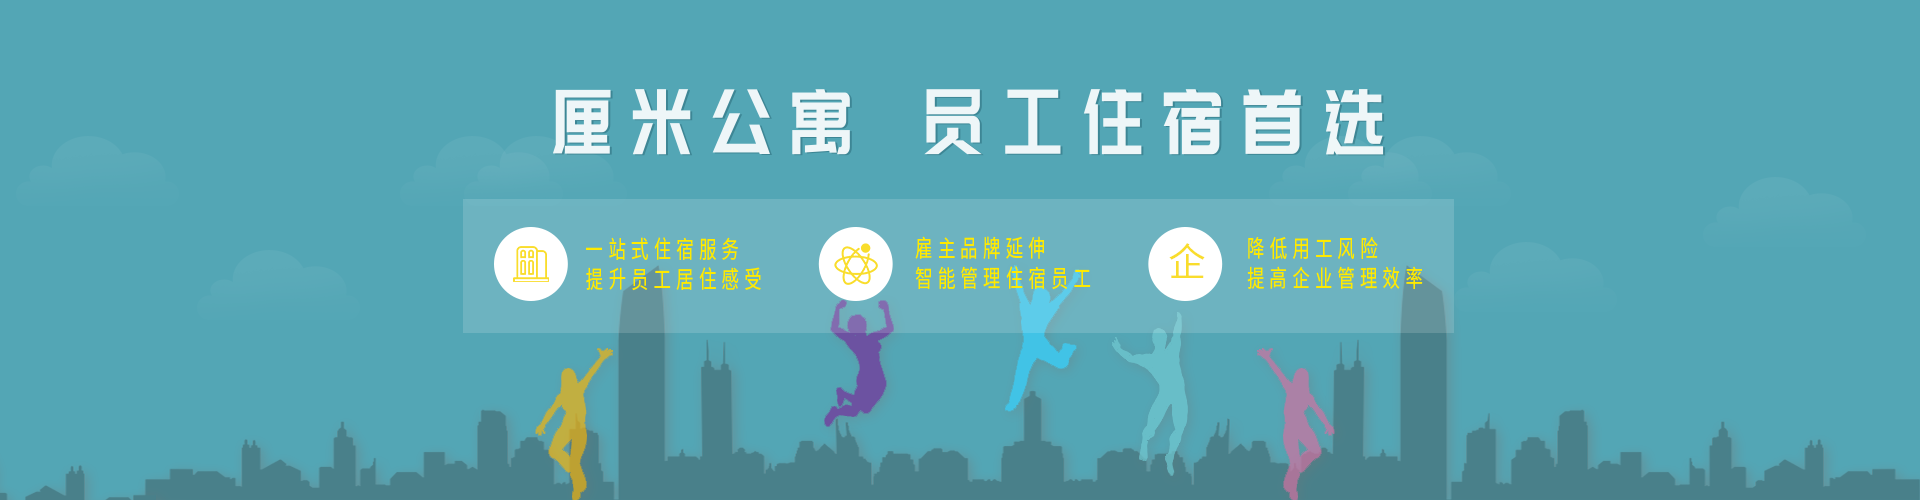 厘米公寓 员工住宿首选
一站式住宿服务
提升员工居住感受
雇主品牌延伸
智能管理住宿员工
企
降低用工风险
提高企业管理效率